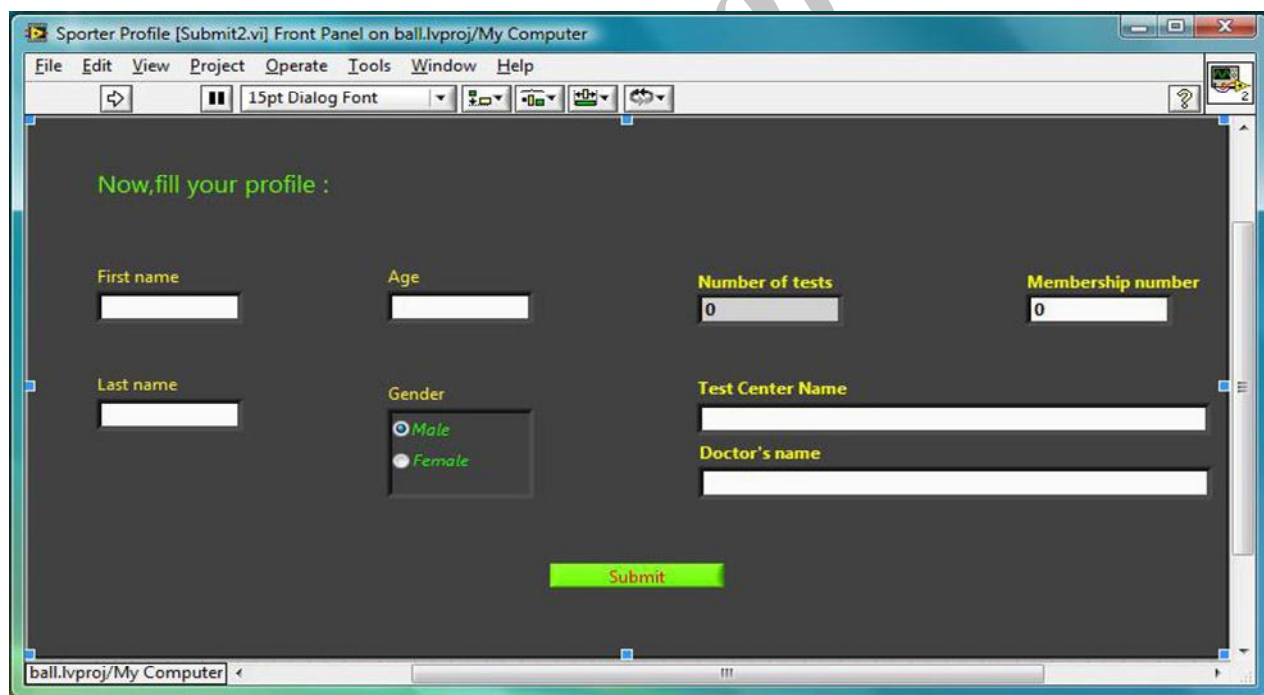 Sporter Profile [Submit2.vi] Front Panel on ball.lvproj/My Computer
File Edit View Project Operate Tools Window Help
15pt Dialog Font
2
Now,fill your profile :
First name
Age
Number of tests
Membership number
0
0
Last name
Gender
Test Center Name
Male
Female
Doctor's name
Submit
ball.lvproj/My Computer